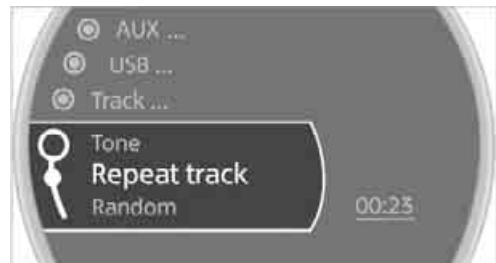 AUX ...
USB ...
Track ...
Tone
Repeat track
Random
00:23